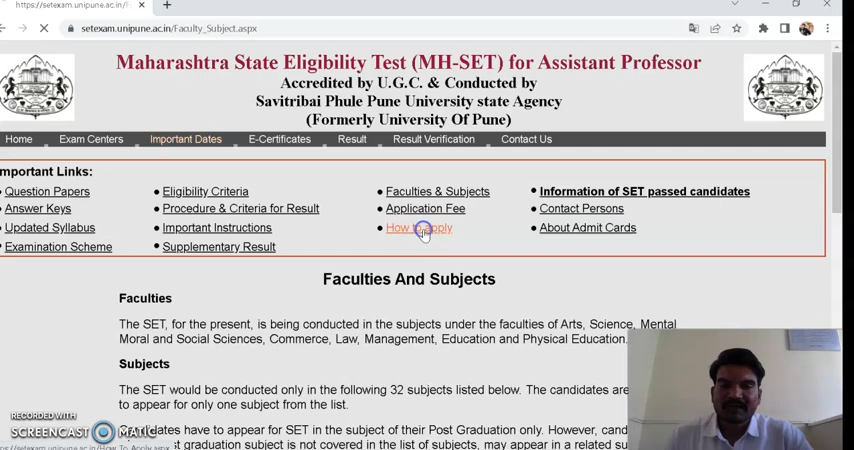 https://setexam.unipune.ac.in
setexam.unipune.ac.in/Faculty_Subject.aspx
Maharashtra State Eligibility Test (MH-SET) for Assistant Professor
Accredited by U.G.C. & Conducted by
Savitribai Phule Pune University state Agency
(Formerly University Of Pune)
Home Exam Centers Important Dates E-Certificates Result Result Verification Contact Us
mportant Links:
Question Papers Eligibility Criteria Faculties & Subjects Information of SET passed candidates
Answer Keys Procedure & Criteria for Result Application Fee Contact Persons
Updated Syllabus Important Instructions How to apply About Admit Cards
Examination Scheme Supplementary Result
Faculties And Subjects
Faculties
The SET, for the present, is being conducted in the subjects under the faculties of Arts, Science, Mental
Moral and Social Sciences, Commerce, Law, Management, Education and Physical Education.
Subjects
The SET would be conducted only in the following 32 subjects listed below. The candidates are
to appear for only one subject from the list.
RECORDED WITH
SCREENCAST MATIC
have to appear for SET in the subject of their Post Graduation only. However, cand
st graduation subject is not covered in the list of subjects, may appear in a related su
setexam.unipune.ac.in/How_To_Apply.aspx